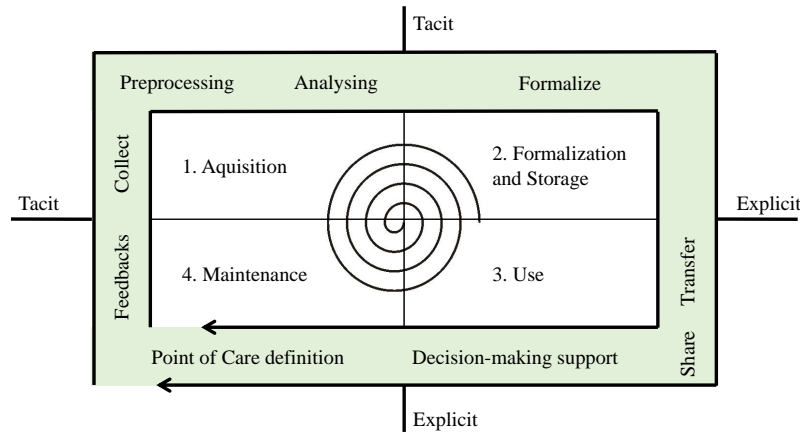 Tacit
Preprocessing Analysing Formalize
Collect
1. Aquisition
2. Formalization
and Storage
Tacit
Explicit
Feedbacks
4. Maintenance
3. Use
Transfer
Share
Point of Care definition
Decision-making support
Explicit